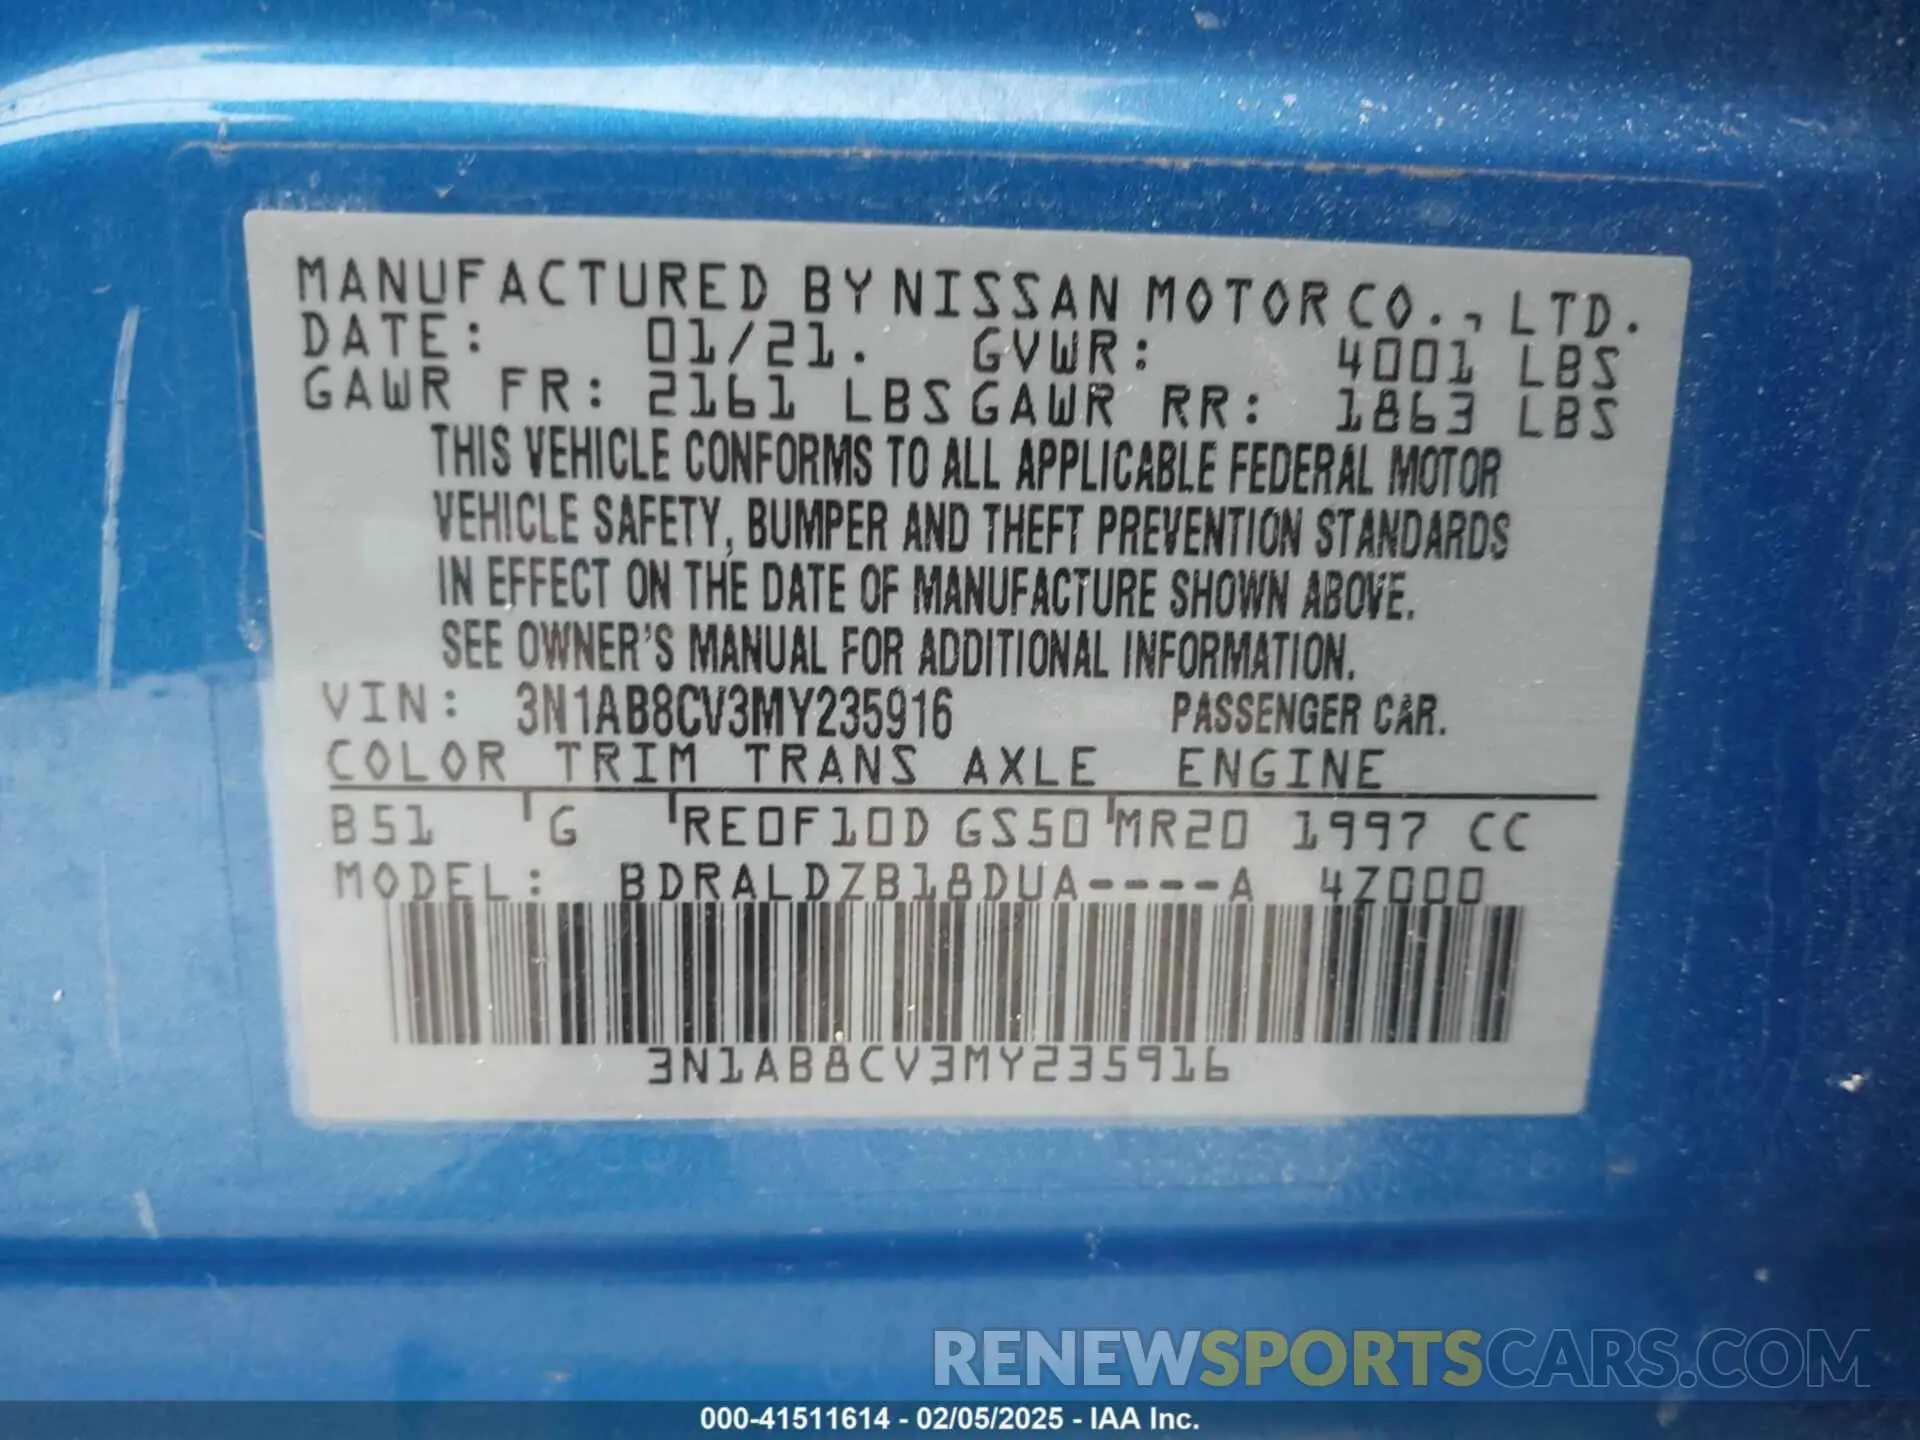 MANUFACTURED BY NISSAN MOTOR CO., LTD.
DATE: 01/21. GVWR: 4001 LBS
GAWR FR: 2161 LBS GAWR RR: 1863 LBS
THIS VEHICLE CONFORMS TO ALL APPLICABLE FEDERAL MOTOR
VEHICLE SAFETY, BUMPER AND THEFT PREVENTION STANDARDS
IN EFFECT ON THE DATE OF MANUFACTURE SHOWN ABOVE.
SEE OWNER'S MANUAL FOR ADDITIONAL INFORMATION.
VIN: 3N1AB8CV3MY235916 PASSENGER CAR.
COLOR TRIM TRANS AXLE ENGINE
B51 G RE0F10D GS50 MR20 1997 CC
MODEL: BDRALDZB18DUA----A 4Z000
3N1AB8CV3MY235916
RENEWSPORTSCARS.COM
000-41511614 - 02/05/2025 - IAA Inc.